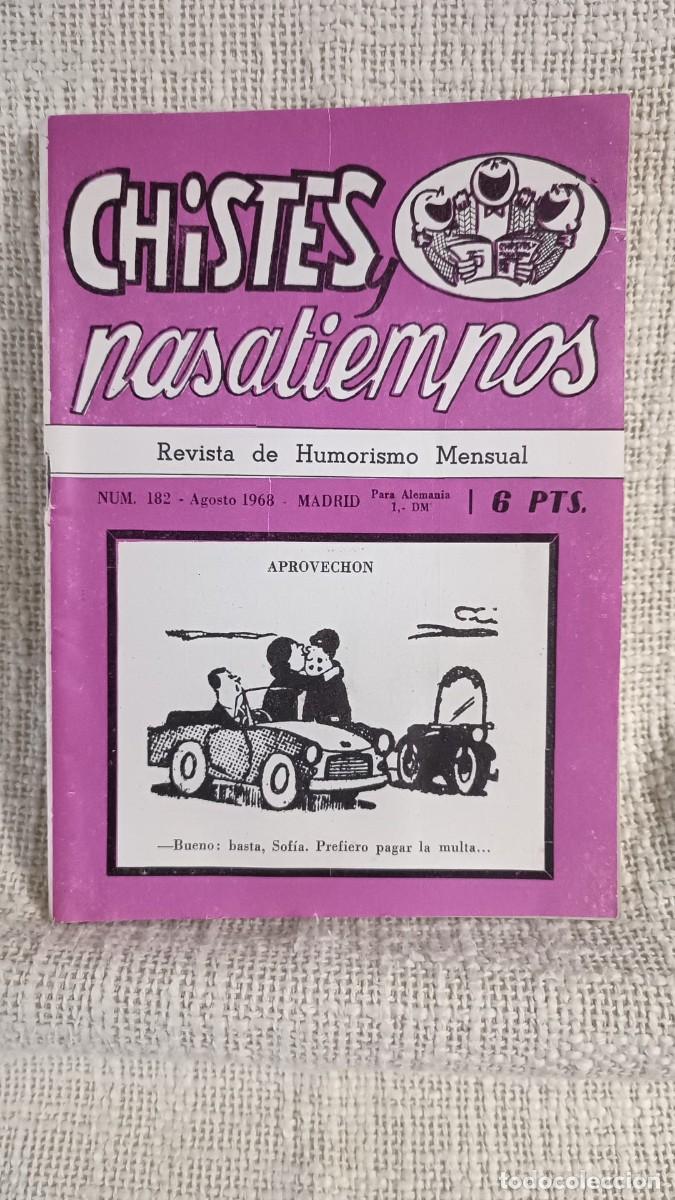 CHiSTES y
pasatiempos
Revista de Humorismo Mensual
NUM. 182 - Agosto 1968 - MADRID Para Alemania 1,- DM 6 PTS.
APROVECHON
—Bueno: basta, Sofía. Prefiero pagar la multa...
todocoleccion